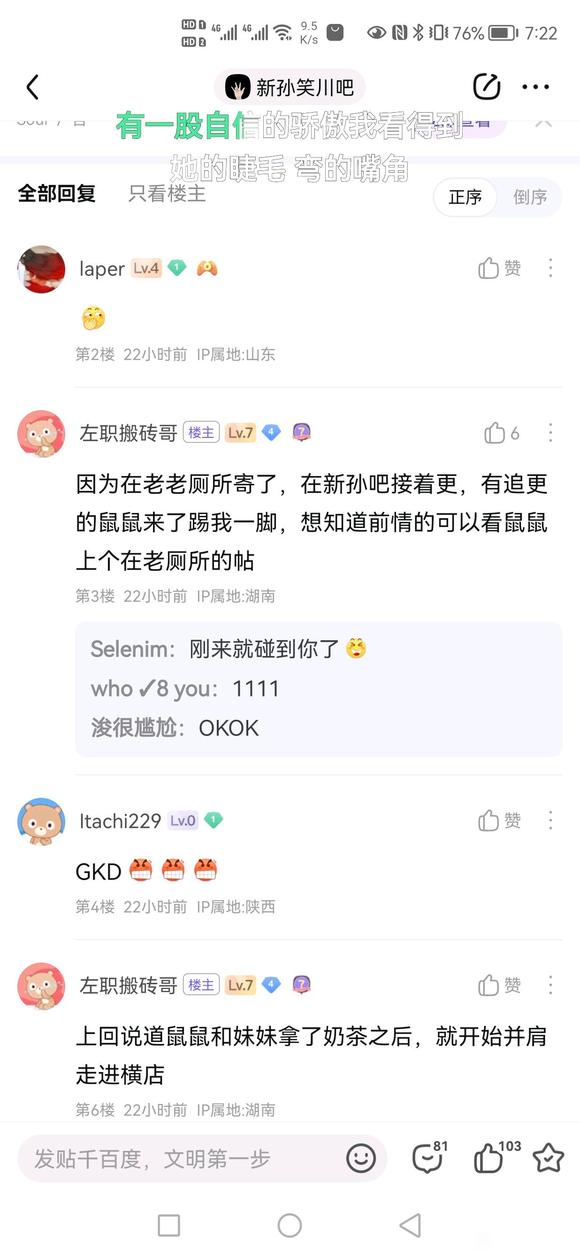 HD 1 4G 4G 9.5 76% 7:22
HD 2 K/s
新孙笑川吧
有一股自信的骄傲我看得到
她的睫毛 弯的嘴角
全部回复 只看楼主 正序 倒序
laper Lv.4 1 赞
第2楼 22小时前 IP属地:山东
左职搬砖哥 楼主 Lv.7 4 ? 6
因为在老老厕所寄了，在新孙吧接着更，有追更
的鼠鼠来了踢我一脚，想知道前情的可以看鼠鼠
上个在老厕所的帖
第3楼 22小时前 IP属地:湖南
Selenim：刚来就碰到你了
who ✓8 you：1111
浚很尴尬：OKOK
Itachi229 Lv.0 1 赞
GKD
第4楼 22小时前 IP属地:陕西
左职搬砖哥 楼主 Lv.7 4 ? 赞
上回说道鼠鼠和妹妹拿了奶茶之后，就开始并肩
走进横店
第6楼 22小时前 IP属地:湖南
发贴千百度，文明第一步 81 103